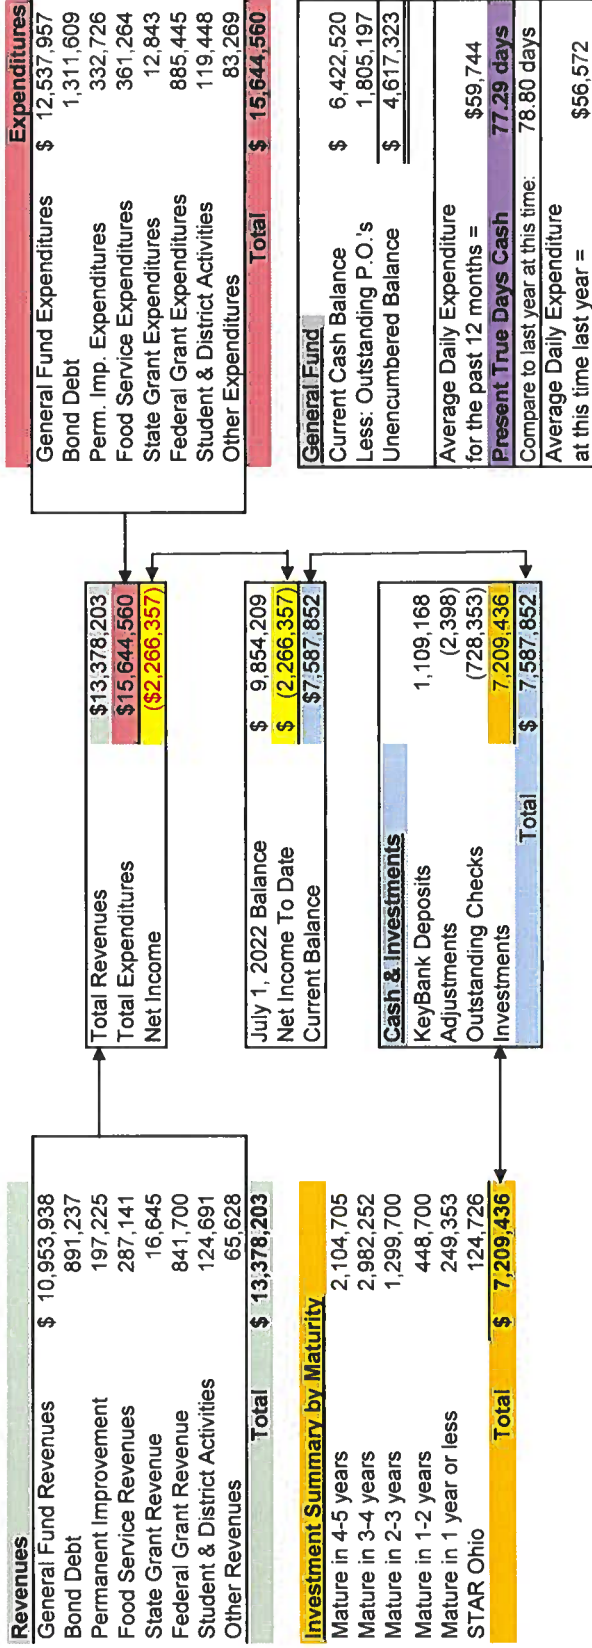 Revenues
General Fund Revenues $ 10,953,938
Bond Debt 891,237
Permanent Improvement 197,225
Food Service Revenues 287,141
State Grant Revenue 16,645
Federal Grant Revenue 841,700
Student & District Activities 124,691
Other Revenues 65,628
Total $ 13,378,203
Investment Summary by Maturity
Mature in 4-5 years 2,104,705
Mature in 3-4 years 2,982,252
Mature in 2-3 years 1,299,700
Mature in 1-2 years 448,700
Mature in 1 year or less 249,353
STAR Ohio 124,726
Total $ 7,209,436
Total Revenues $13,378,203
Total Expenditures $15,644,560
Net Income ($2,266,357)
July 1, 2022 Balance $ 9,854,209
Net Income To Date $ (2,266,357)
Current Balance $7,587,852
Cash & Investments
KeyBank Deposits 1,109,168
Adjustments (2,398)
Outstanding Checks (728,353)
Investments 7,209,436
Total $ 7,587,852
Expenditures
General Fund Expenditures $ 12,537,957
Bond Debt 1,311,609
Perm. Imp. Expenditures 332,726
Food Service Expenditures 361,264
State Grant Expenditures 12,843
Federal Grant Expenditures 885,445
Student & District Activities 119,448
Other Expenditures 83,269
Total $ 15,644,560
General Fund
Current Cash Balance $ 6,422,520
Less: Outstanding P.O.'s 1,805,197
Unencumbered Balance $ 4,617,323
Average Daily Expenditure
for the past 12 months = $59,744
Present True Days Cash 77.29 days
Compare to last year at this time: 78.80 days
Average Daily Expenditure
at this time last year = $56,572